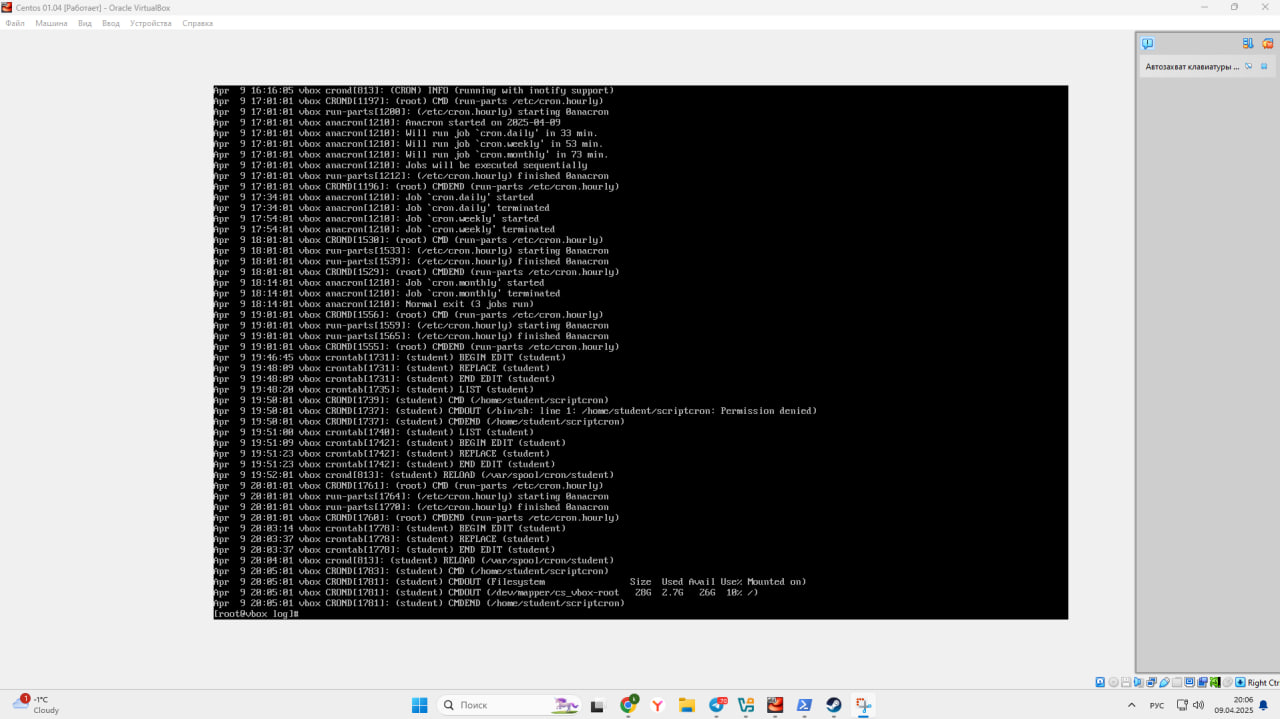 Centos 01.04 [Работает] - Oracle VirtualBox
Файл Машина Вид Ввод Устройства Справка
Автозахват клавиатуры ...
Apr  9 16:16:05 vbox crond[813]: (CRON) INFO (running with inotify support)
Apr  9 17:01:01 vbox CROND[1197]: (root) CMD (run-parts /etc/cron.hourly)
Apr  9 17:01:01 vbox run-parts[1200]: (/etc/cron.hourly) starting 0anacron
Apr  9 17:01:01 vbox anacron[1210]: Anacron started on 2025-04-09
Apr  9 17:01:01 vbox anacron[1210]: Will run job `cron.daily' in 33 min.
Apr  9 17:01:01 vbox anacron[1210]: Will run job `cron.weekly' in 53 min.
Apr  9 17:01:01 vbox anacron[1210]: Will run job `cron.monthly' in 73 min.
Apr  9 17:01:01 vbox anacron[1210]: Jobs will be executed sequentially
Apr  9 17:01:01 vbox run-parts[1212]: (/etc/cron.hourly) finished 0anacron
Apr  9 17:01:01 vbox CROND[1196]: (root) CMDEND (run-parts /etc/cron.hourly)
Apr  9 17:34:01 vbox anacron[1210]: Job `cron.daily' started
Apr  9 17:34:01 vbox anacron[1210]: Job `cron.daily' terminated
Apr  9 17:54:01 vbox anacron[1210]: Job `cron.weekly' started
Apr  9 17:54:01 vbox anacron[1210]: Job `cron.weekly' terminated
Apr  9 18:01:01 vbox CROND[1530]: (root) CMD (run-parts /etc/cron.hourly)
Apr  9 18:01:01 vbox run-parts[1533]: (/etc/cron.hourly) starting 0anacron
Apr  9 18:01:01 vbox run-parts[1539]: (/etc/cron.hourly) finished 0anacron
Apr  9 18:01:01 vbox CROND[1529]: (root) CMDEND (run-parts /etc/cron.hourly)
Apr  9 18:14:01 vbox anacron[1210]: Job `cron.monthly' started
Apr  9 18:14:01 vbox anacron[1210]: Job `cron.monthly' terminated
Apr  9 18:14:01 vbox anacron[1210]: Normal exit (3 jobs run)
Apr  9 19:01:01 vbox CROND[1556]: (root) CMD (run-parts /etc/cron.hourly)
Apr  9 19:01:01 vbox run-parts[1559]: (/etc/cron.hourly) starting 0anacron
Apr  9 19:01:01 vbox run-parts[1565]: (/etc/cron.hourly) finished 0anacron
Apr  9 19:01:01 vbox CROND[1555]: (root) CMDEND (run-parts /etc/cron.hourly)
Apr  9 19:46:45 vbox crontab[1731]: (student) BEGIN EDIT (student)
Apr  9 19:48:09 vbox crontab[1731]: (student) REPLACE (student)
Apr  9 19:48:09 vbox crontab[1731]: (student) END EDIT (student)
Apr  9 19:48:20 vbox crontab[1735]: (student) LIST (student)
Apr  9 19:50:01 vbox CROND[1739]: (student) CMD (/home/student/scriptcron)
Apr  9 19:50:01 vbox CROND[1737]: (student) CMDOUT (/bin/sh: line 1: /home/student/scriptcron: Permission denied)
Apr  9 19:50:01 vbox CROND[1737]: (student) CMDEND (/home/student/scriptcron)
Apr  9 19:51:00 vbox crontab[1740]: (student) LIST (student)
Apr  9 19:51:09 vbox crontab[1742]: (student) BEGIN EDIT (student)
Apr  9 19:51:23 vbox crontab[1742]: (student) REPLACE (student)
Apr  9 19:51:23 vbox crontab[1742]: (student) END EDIT (student)
Apr  9 19:52:01 vbox crond[813]: (student) RELOAD (/var/spool/cron/student)
Apr  9 20:01:01 vbox CROND[1761]: (root) CMD (run-parts /etc/cron.hourly)
Apr  9 20:01:01 vbox run-parts[1764]: (/etc/cron.hourly) starting 0anacron
Apr  9 20:01:01 vbox run-parts[1770]: (/etc/cron.hourly) finished 0anacron
Apr  9 20:01:01 vbox CROND[1760]: (root) CMDEND (run-parts /etc/cron.hourly)
Apr  9 20:03:14 vbox crontab[1778]: (student) BEGIN EDIT (student)
Apr  9 20:03:37 vbox crontab[1778]: (student) REPLACE (student)
Apr  9 20:03:37 vbox crontab[1778]: (student) END EDIT (student)
Apr  9 20:04:01 vbox crond[813]: (student) RELOAD (/var/spool/cron/student)
Apr  9 20:05:01 vbox CROND[1783]: (student) CMD (/home/student/scriptcron)
Apr  9 20:05:01 vbox CROND[1781]: (student) CMDOUT (Filesystem                Size  Used Avail Use% Mounted on)
Apr  9 20:05:01 vbox CROND[1781]: (student) CMDOUT (/dev/mapper/cs_vbox-root   28G  2.7G   26G  10% /)
Apr  9 20:05:01 vbox CROND[1781]: (student) CMDEND (/home/student/scriptcron)
[root@vbox log]#
Right Ctrl
1
-1°C
Cloudy
Поиск
РУС
20:06
09.04.2025